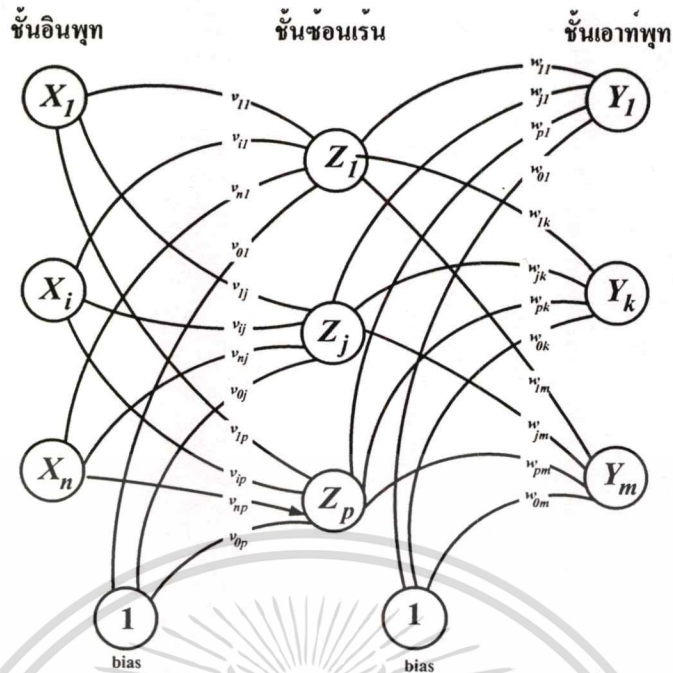 ชั้นอินพุท ชั้นซ่อนเร้น ชั้นเอาท์พุท
X1 Z1 Y1
Xi Zj Yk
Xn Zp Ym
v11
vi1
vn1
v01
v1j
vij
vnj
v0j
v1p
vip
vnp
v0p
w11
wj1
wp1
w01
w1k
wjk
wpk
w0k
w1m
wjm
wpm
w0m
1 1
bias bias